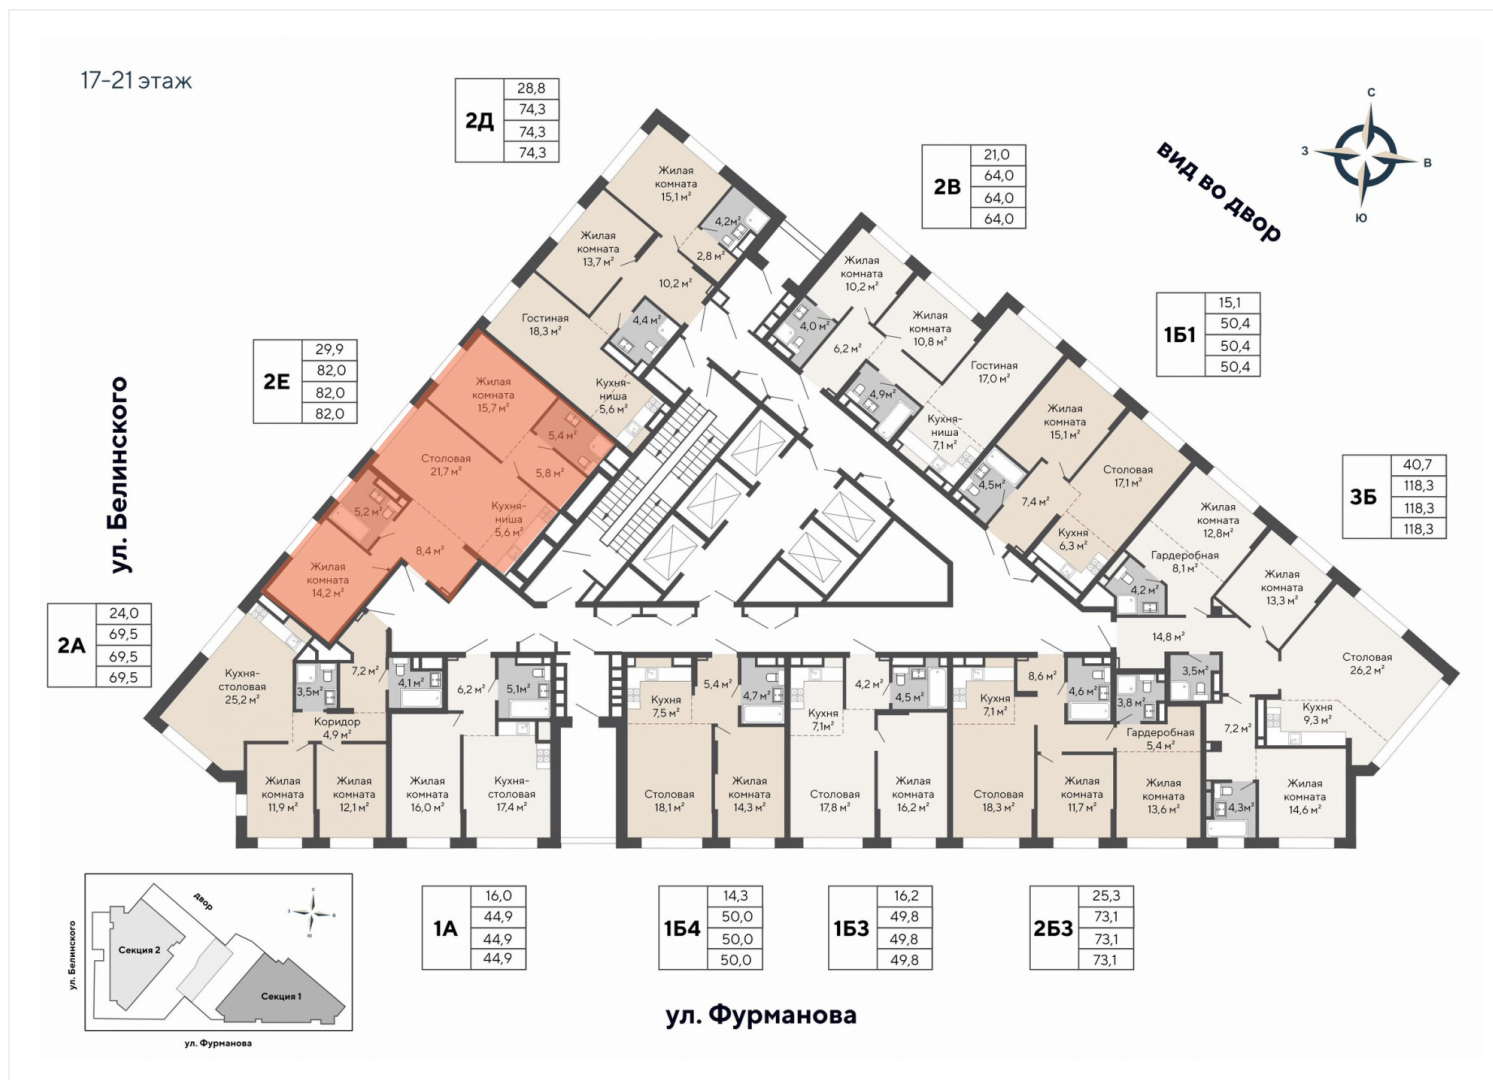 17-21 этаж
2Д
28,8
74,3
74,3
74,3
2В
21,0
64,0
64,0
64,0
вид во двор
С
З
В
Ю
1Б1
15,1
50,4
50,4
50,4
2Е
29,9
82,0
82,0
82,0
3Б
40,7
118,3
118,3
118,3
ул. Белинского
2А
24,0
69,5
69,5
69,5
Жилая
комната
15,1 м²
4,2м²
2,8 м²
Жилая
комната
13,7 м²
10,2 м²
Гостиная
18,3 м²
4,4 м²
Кухня-
ниша
5,6 м²
Жилая
комната
15,7 м²
5,4 м²
5,8 м²
Столовая
21,7 м²
Кухня-
ниша
5,6 м²
5,2 м²
8,4 м²
Жилая
комната
14,2 м²
Жилая
комната
10,2 м²
4,0 м²
6,2 м²
Жилая
комната
10,8 м²
4,9м²
Гостиная
17,0 м²
Кухня-
ниша
7,1 м²
Жилая
комната
15,1 м²
4,5м²
7,4 м²
Столовая
17,1 м²
Кухня
6,3 м²
Жилая
комната
12,8м²
Гардеробная
8,1 м²
4,2 м²
Жилая
комната
13,3 м²
14,8 м²
Столовая
26,2 м²
3,5м²
3,8 м²
Кухня
9,3 м²
7,2 м²
Гардеробная
5,4 м²
Жилая
комната
13,6 м²
4,3м²
Жилая
комната
14,6 м²
Кухня-
столовая
25,2 м²
3,5м²
7,2 м²
Коридор
4,9 м²
Жилая
комната
11,9 м²
Жилая
комната
12,1 м²
4,1 м²
6,2 м²
5,1м²
Жилая
комната
16,0 м²
Кухня-
столовая
17,4 м²
Кухня
7,5 м²
5,4 м²
4,7 м²
Столовая
18,1 м²
Жилая
комната
14,3 м²
Кухня
7,1м²
4,2 м²
4,5 м²
Столовая
17,8 м²
Жилая
комната
16,2 м²
Кухня
7,1 м²
8,6 м²
4,6 м²
Столовая
18,3 м²
Жилая
комната
11,7 м²
1А
16,0
44,9
44,9
44,9
1Б4
14,3
50,0
50,0
50,0
1Б3
16,2
49,8
49,8
49,8
2Б3
25,3
73,1
73,1
73,1
ул. Фурманова
двор
Секция 2
Секция 1
ул. Белинского
ул. Фурманова